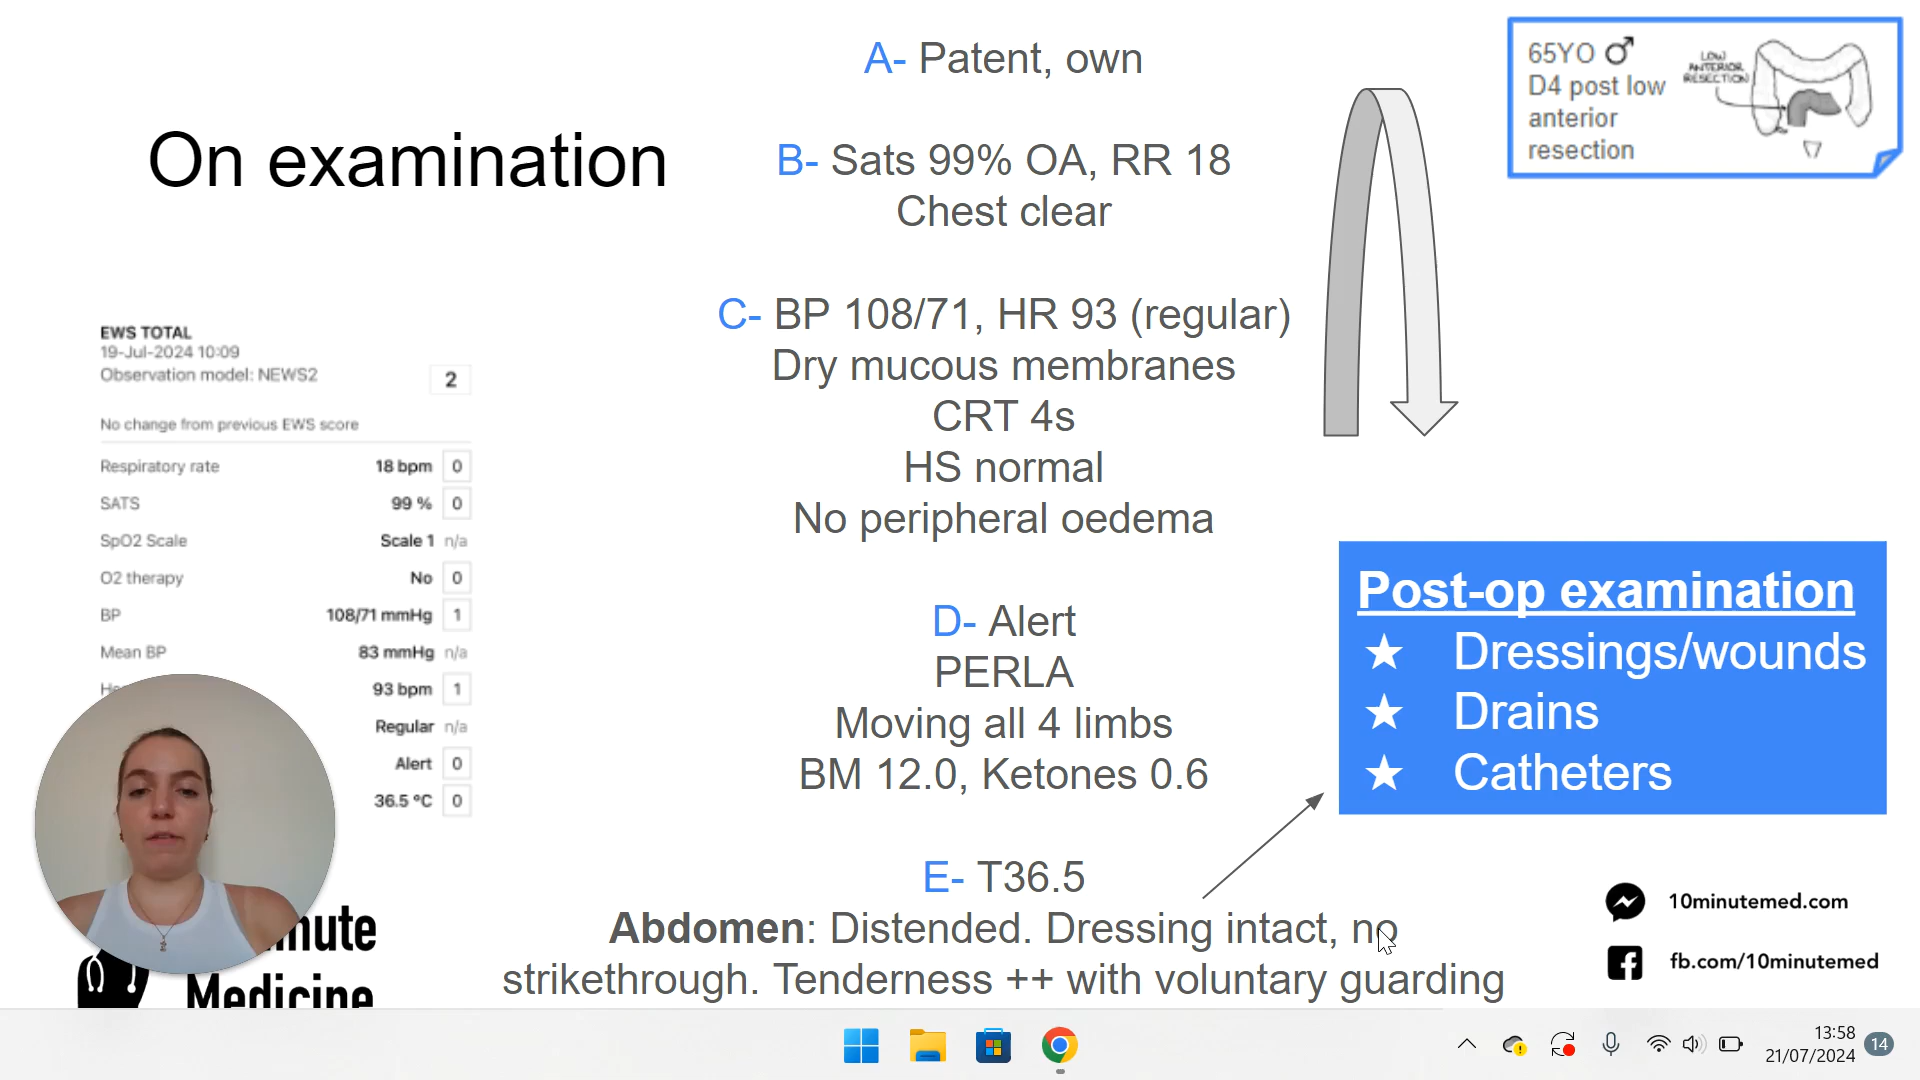 On examination
A- Patent, own
B- Sats 99% OA, RR 18
Chest clear
C- BP 108/71, HR 93 (regular)
Dry mucous membranes
CRT 4s
HS normal
No peripheral oedema
D- Alert
PERLA
Moving all 4 limbs
BM 12.0, Ketones 0.6
E- T36.5
Abdomen: Distended. Dressing intact, no
strikethrough. Tenderness ++ with voluntary guarding
65YO ♂
D4 post low
anterior
resection
LOW
ANTERIOR
RESECTION
EWS TOTAL
19-Jul-2024 10:09
Observation model: NEWS2 2
No change from previous EWS score
Respiratory rate 18 bpm 0
SATS 99 % 0
SpO2 Scale Scale 1 n/a
O2 therapy No 0
BP 108/71 mmHg 1
Mean BP 83 mmHg n/a
93 bpm 1
Regular n/a
Alert 0
36.5 °C 0
Post-op examination
★ Dressings/wounds
★ Drains
★ Catheters
10minutemed.com
fb.com/10minutemed
Medicine
13:58
21/07/2024
14